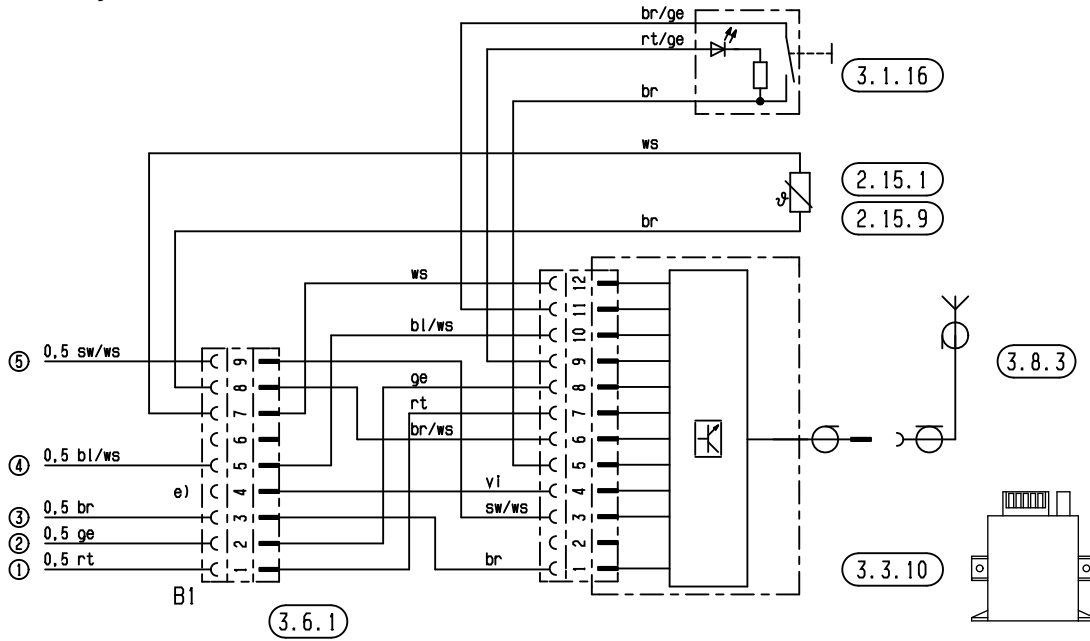 br/ge
rt/ge
3.1.16
br
ws
2.15.1
ϑ
2.15.9
br
ws
12
11
bl/ws
10
⑤ 0,5 sw/ws
9
9
3.8.3
8
ge
8
7
rt
7
6
br/ws
6
④ 0,5 bl/ws
5
5
e)
4
vi
4
③ 0,5 br
3
sw/ws
3
② 0,5 ge
2
2
① 0,5 rt
1
br
1
3.3.10
B1
3.6.1